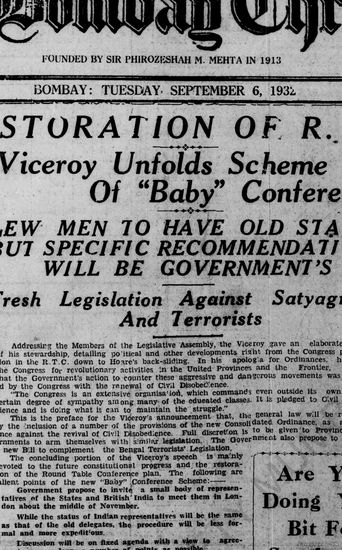 Bombay Chr
FOUNDED BY SIR PHIROZESHAH M. MEHTA IN 1913
BOMBAY: TUESDAY, SEPTEMBER 6, 1932
STORATION OF R.
Viceroy Unfolds Scheme
Of "Baby" Confere
EW MEN TO HAVE OLD STA
BUT SPECIFIC RECOMMENDATI
WILL BE GOVERNMENT'S
Fresh Legislation Against Satyagr
And Terrorists
Addressing the Members of the Legislative Assembly, the Viceroy gave an elaborate
of his stewardship, detailing political and other developments right from the Congress
ion in the R.T.C. down to Hoare's back-sliding. In his apologia for Ordinances, h
the Congress for revolutionary activities in the United Provinces and the Frontier,
that the Government's action to counter these aggressive and dangerous movements was
ed by the Congress with the renewal of Civil Disobedience.
"The Congress is an extensive organisation, which commands even outside its own
certain degree of sympathy among many of the educated classes. It is pledged to Civil
ience and is doing what it can to maintain the struggle."
This is the preface for the Viceroy's announcement that, the general law will be r
by the inclusion of a number of the provisions of the new Consolidated Ordinance, as
nce against the revival of Civil Disobedience. Full discretion is to be given to Provinc
rnments to arm themselves with similar legislation. The Government also propose to
new Bill to complement the Bengal Terrorists' Legislation.
The concluding portion of the Viceroy's speech is mainly
evoted to the future constitutional progress and the restora-
ion of the Round Table Conference plan. The following are
alient points of the new "Baby" Conference Scheme:—
Government propose to invite a small body of represen-
tatives of the States and British India to meet them in Lon-
don about the middle of November.
While the status of Indian representatives will be the same
as that of the old delegates, the procedure will be less for-
mal and more expeditious.
Discussion will be on fixed agenda with a view to agree-
number of points as possible
Are Y
Doing
Bit F